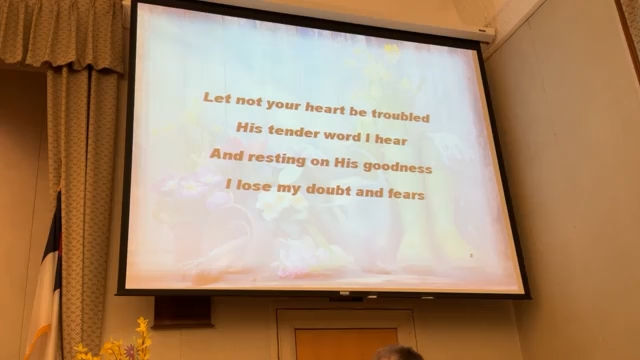 Let not your heart be troubled
His tender word I hear
And resting on His goodness
I lose my doubt and fears